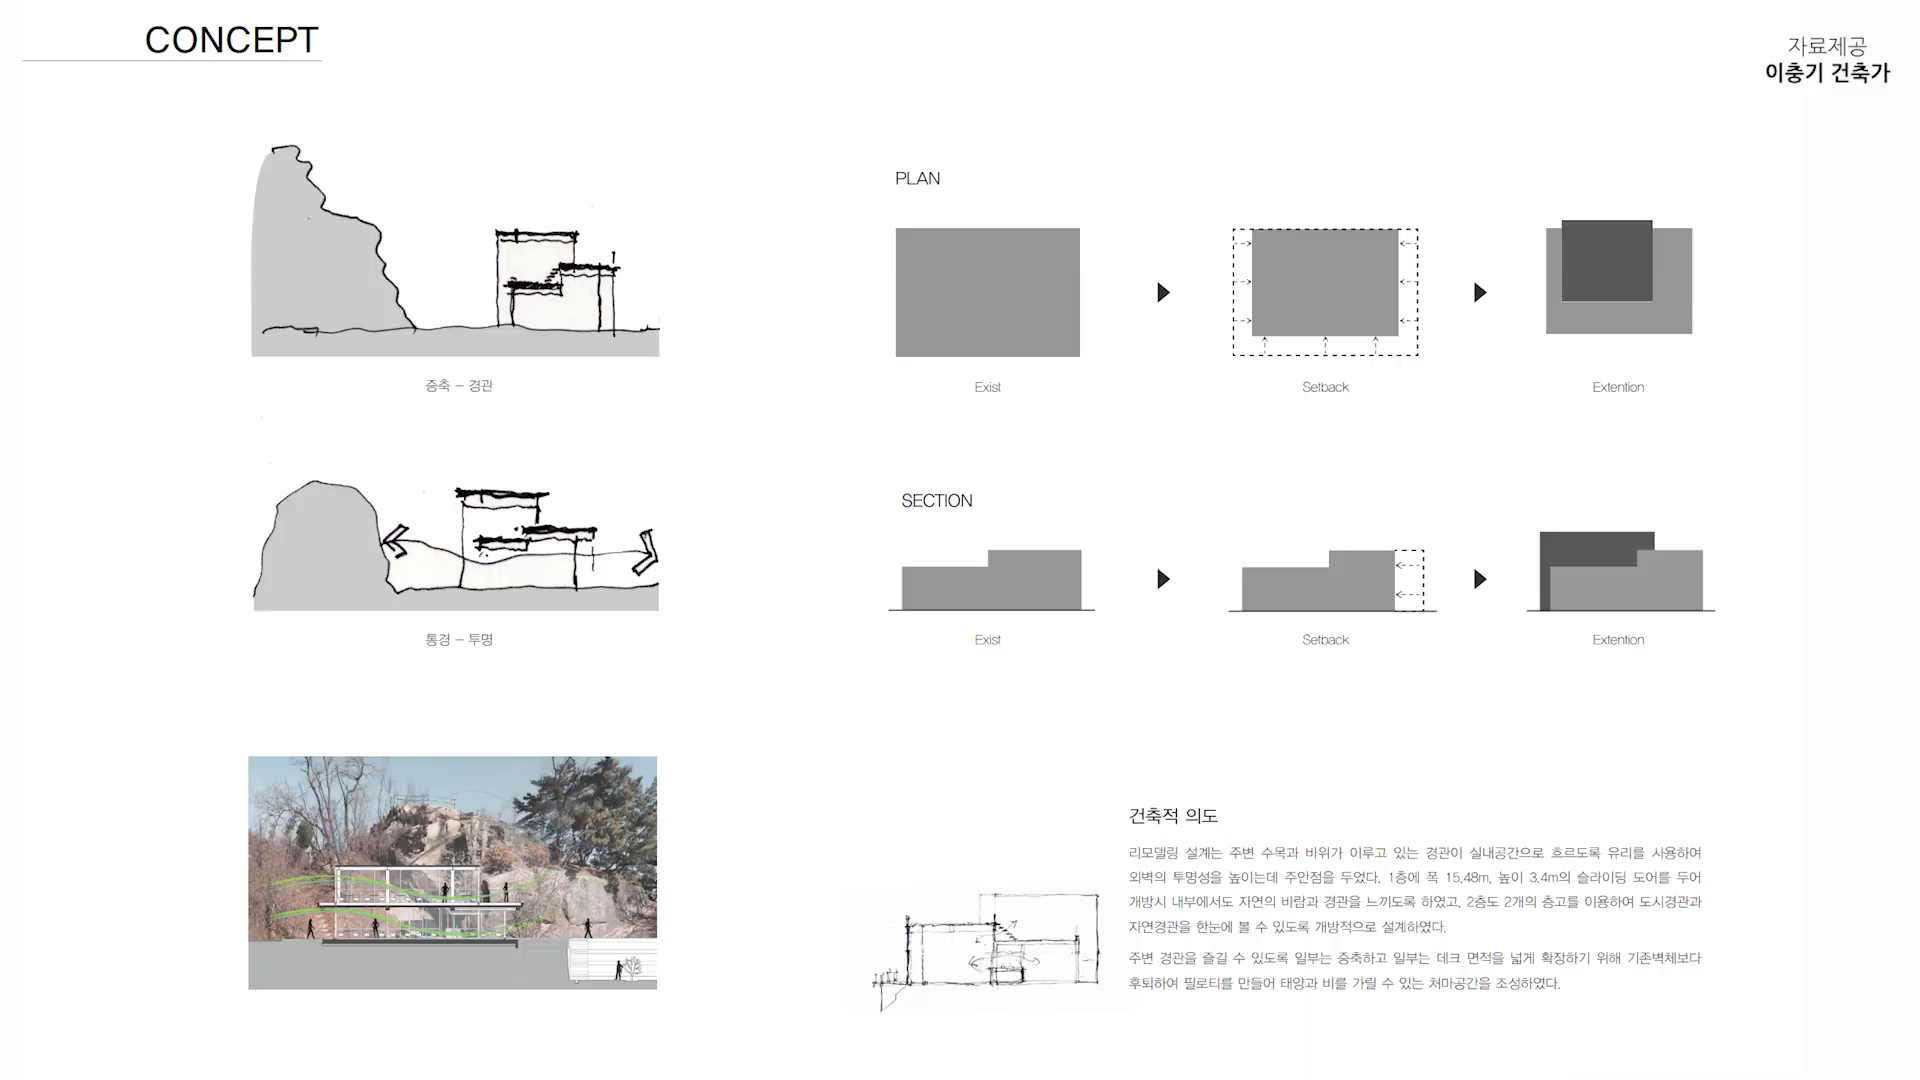 CONCEPT
자료제공
이충기 건축가
증축 – 경관
통경 – 투명
PLAN
Exist
Setback
Extention
SECTION
Exist
Setback
Extention
건축적 의도
리모델링 설계는 주변 수목과 바위가 이루고 있는 경관이 실내공간으로 흐르도록 유리를 사용하여
외벽의 투명성을 높이는데 주안점을 두었다. 1층에 폭 15.48m, 높이 3.4m의 슬라이딩 도어를 두어
개방시 내부에서도 자연의 바람과 경관을 느끼도록 하였고, 2층도 2개의 층고를 이용하여 도시경관과
자연경관을 한눈에 볼 수 있도록 개방적으로 설계하였다.
주변 경관을 즐길 수 있도록 일부는 증축하고 일부는 데크 면적을 넓게 확장하기 위해 기존벽체보다
후퇴하여 필로티를 만들어 태양과 비를 가릴 수 있는 처마공간을 조성하였다.